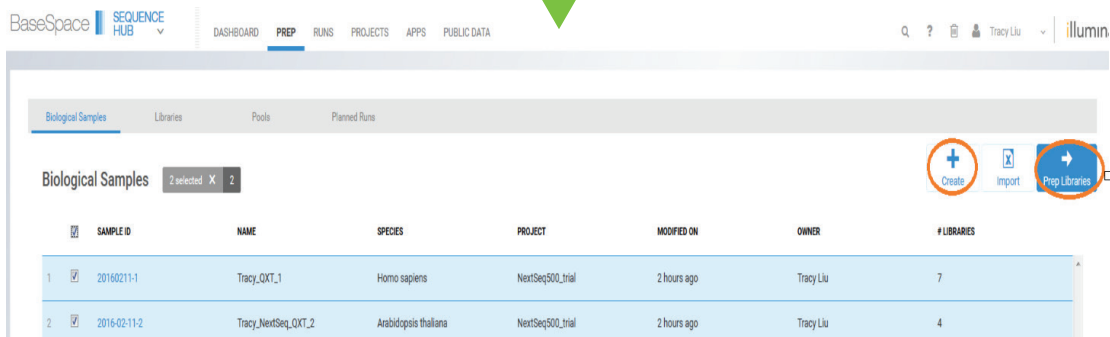 BaseSpace SEQUENCE HUB DASHBOARD PREP RUNS PROJECTS APPS PUBLIC DATA ? Tracy Liu illumin
Biological Samples Libraries Pools Planned Runs
Biological Samples 2 selected X 2 Create Import Prep Libraries
SAMPLE ID NAME SPECIES PROJECT MODIFIED ON OWNER # LIBRARIES
1 20160211-1 Tracy_QXT_1 Homo sapiens NextSeq500_trial 2 hours ago Tracy Liu 7
2 2016-02-11-2 Tracy_NextSeq_QXT_2 Arabidopsis thaliana NextSeq500_trial 2 hours ago Tracy Liu 4